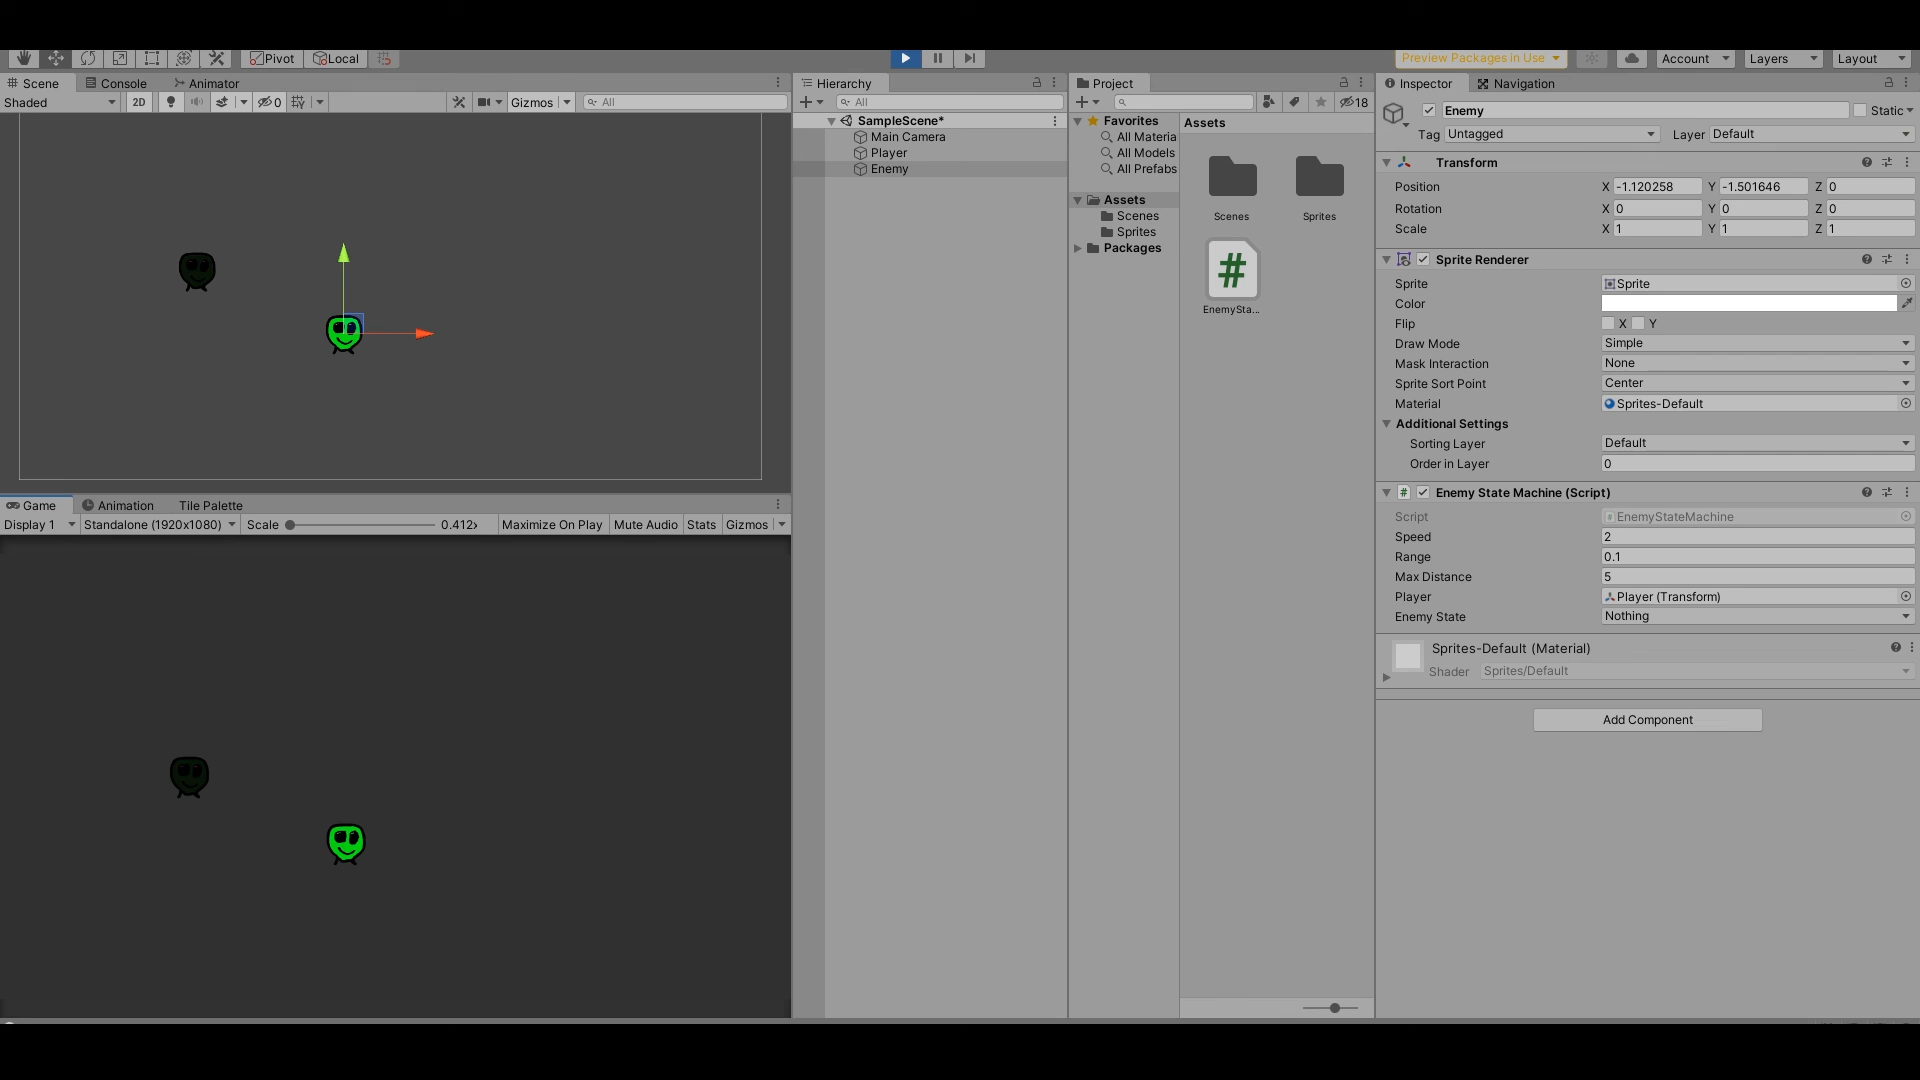 Pivot Local Preview Packages in Use Account Layers Layout
Scene Console Animator
Shaded 2D 0 Gizmos All
Hierarchy
All
SampleScene*
Main Camera
Player
Enemy
Project
18
Favorites
All Materia
All Models
All Prefabs
Assets
Scenes
Sprites
Packages
Assets
Scenes Sprites
#
EnemySta...
Inspector Navigation
Enemy Static
Tag Untagged Layer Default
Transform
Position X -1.120258 Y -1.501646 Z 0
Rotation X 0 Y 0 Z 0
Scale X 1 Y 1 Z 1
Sprite Renderer
Sprite Sprite
Color
Flip X Y
Draw Mode Simple
Mask Interaction None
Sprite Sort Point Center
Material Sprites-Default
Additional Settings
Sorting Layer Default
Order in Layer 0
# Enemy State Machine (Script)
Script EnemyStateMachine
Speed 2
Range 0.1
Max Distance 5
Player Player (Transform)
Enemy State Nothing
Sprites-Default (Material)
Shader Sprites/Default
Add Component
Game Animation Tile Palette
Display 1 Standalone (1920x1080) Scale 0.412x Maximize On Play Mute Audio Stats Gizmos